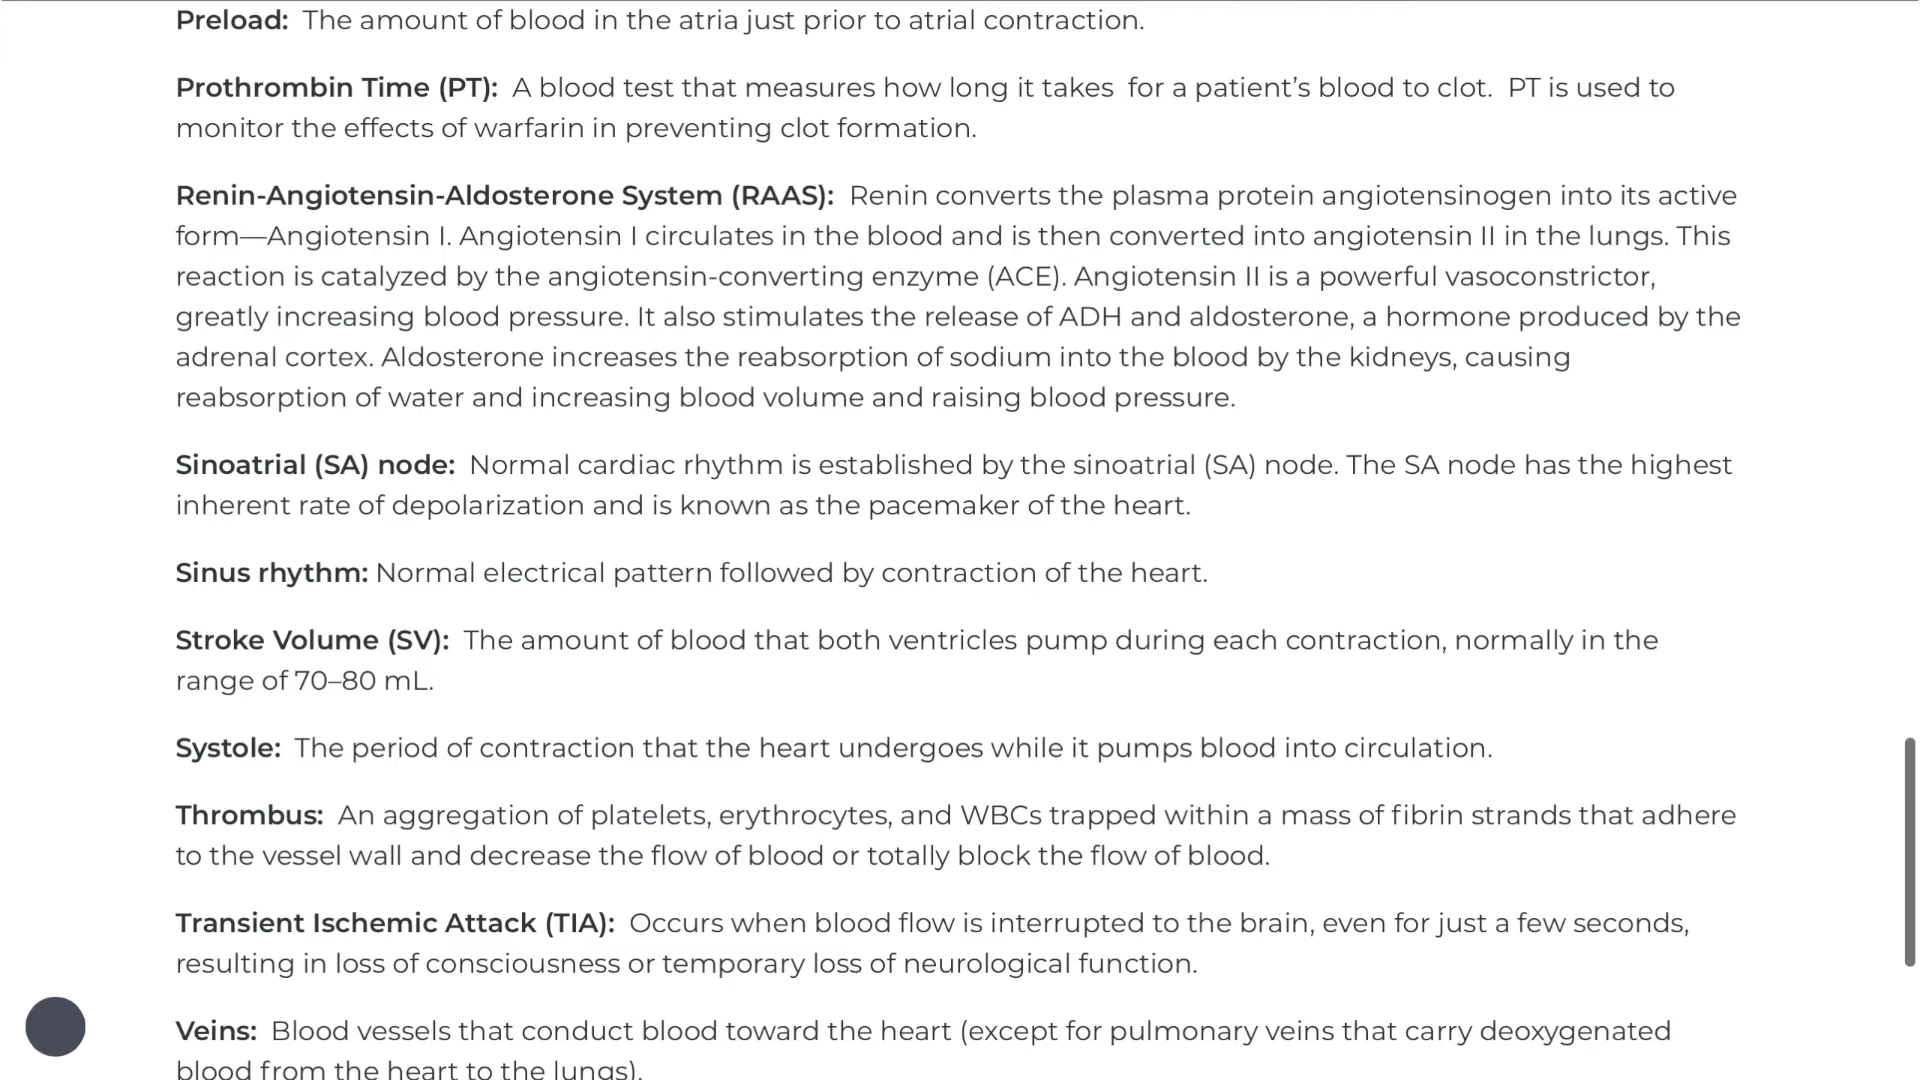 Preload:  The amount of blood in the atria just prior to atrial contraction.
Prothrombin Time (PT):  A blood test that measures how long it takes  for a patient’s blood to clot.  PT is used to
monitor the effects of warfarin in preventing clot formation.
Renin-Angiotensin-Aldosterone System (RAAS):  Renin converts the plasma protein angiotensinogen into its active
form—Angiotensin I. Angiotensin I circulates in the blood and is then converted into angiotensin II in the lungs. This
reaction is catalyzed by the angiotensin-converting enzyme (ACE). Angiotensin II is a powerful vasoconstrictor,
greatly increasing blood pressure. It also stimulates the release of ADH and aldosterone, a hormone produced by the
adrenal cortex. Aldosterone increases the reabsorption of sodium into the blood by the kidneys, causing
reabsorption of water and increasing blood volume and raising blood pressure.
Sinoatrial (SA) node:  Normal cardiac rhythm is established by the sinoatrial (SA) node. The SA node has the highest
inherent rate of depolarization and is known as the pacemaker of the heart.
Sinus rhythm: Normal electrical pattern followed by contraction of the heart.
Stroke Volume (SV):  The amount of blood that both ventricles pump during each contraction, normally in the
range of 70–80 mL.
Systole:  The period of contraction that the heart undergoes while it pumps blood into circulation.
Thrombus:  An aggregation of platelets, erythrocytes, and WBCs trapped within a mass of fibrin strands that adhere
to the vessel wall and decrease the flow of blood or totally block the flow of blood.
Transient Ischemic Attack (TIA):  Occurs when blood flow is interrupted to the brain, even for just a few seconds,
resulting in loss of consciousness or temporary loss of neurological function.
Veins:  Blood vessels that conduct blood toward the heart (except for pulmonary veins that carry deoxygenated
blood from the heart to the lungs).